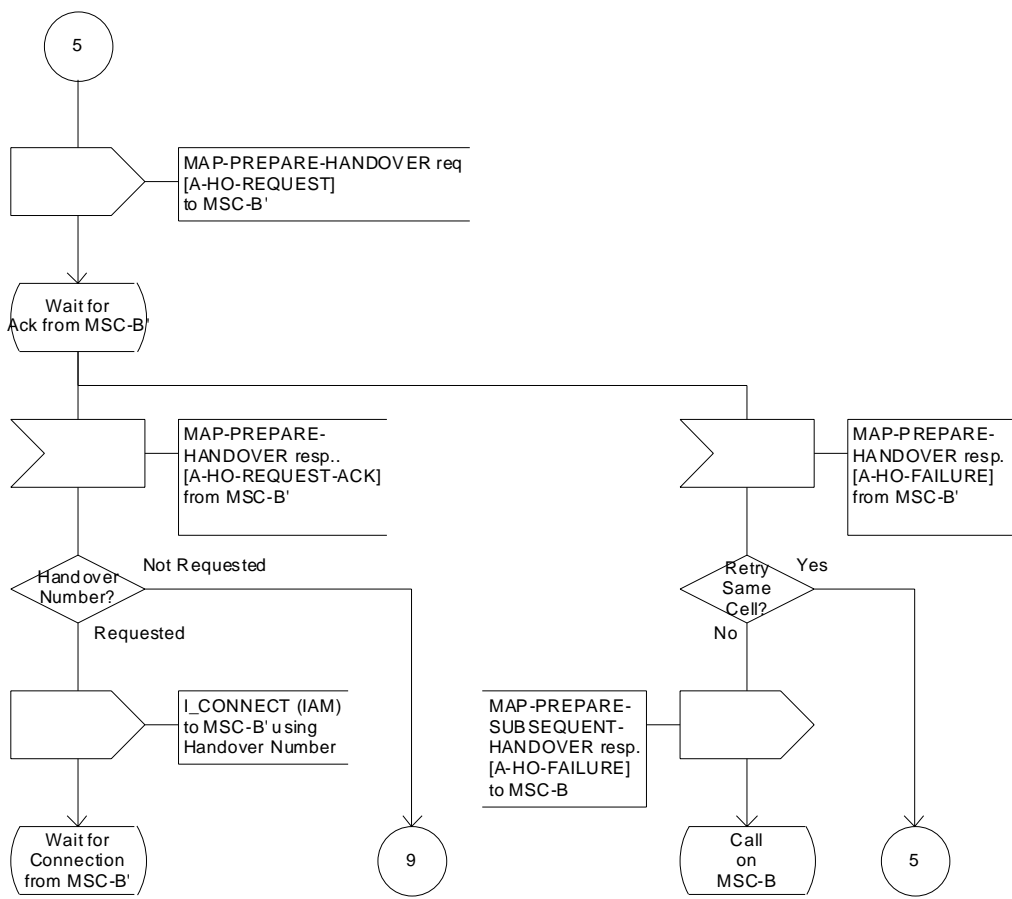 5
MAP-PREPARE-HANDOVER req
[A-HO-REQUEST]
to MSC-B'
Wait for
Ack from MSC-B'
MAP-PREPARE-
HANDOVER resp..
[A-HO-REQUEST-ACK]
from MSC-B'
MAP-PREPARE-
HANDOVER resp.
[A-HO-FAILURE]
from MSC-B'
Handover
Number?
Not Requested
Requested
Retry
Same
Cell?
Yes
No
I_CONNECT (IAM)
to MSC-B' using
Handover Number
MAP-PREPARE-
SUBSEQUENT-
HANDOVER resp.
[A-HO-FAILURE]
to MSC-B
Wait for
Connection
from MSC-B'
9
Call
on
MSC-B
5